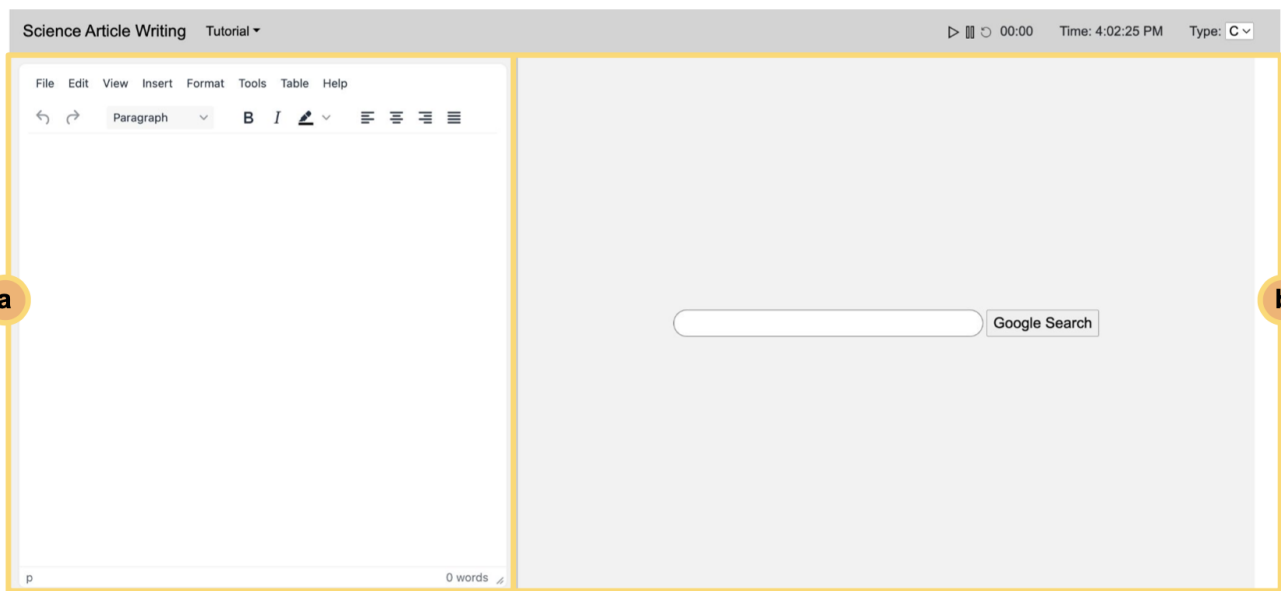 Science Article Writing Tutorial 00:00 Time: 4:02:25 PM Type: C
File Edit View Insert Format Tools Table Help
Paragraph B I
a
Google Search
p 0 words